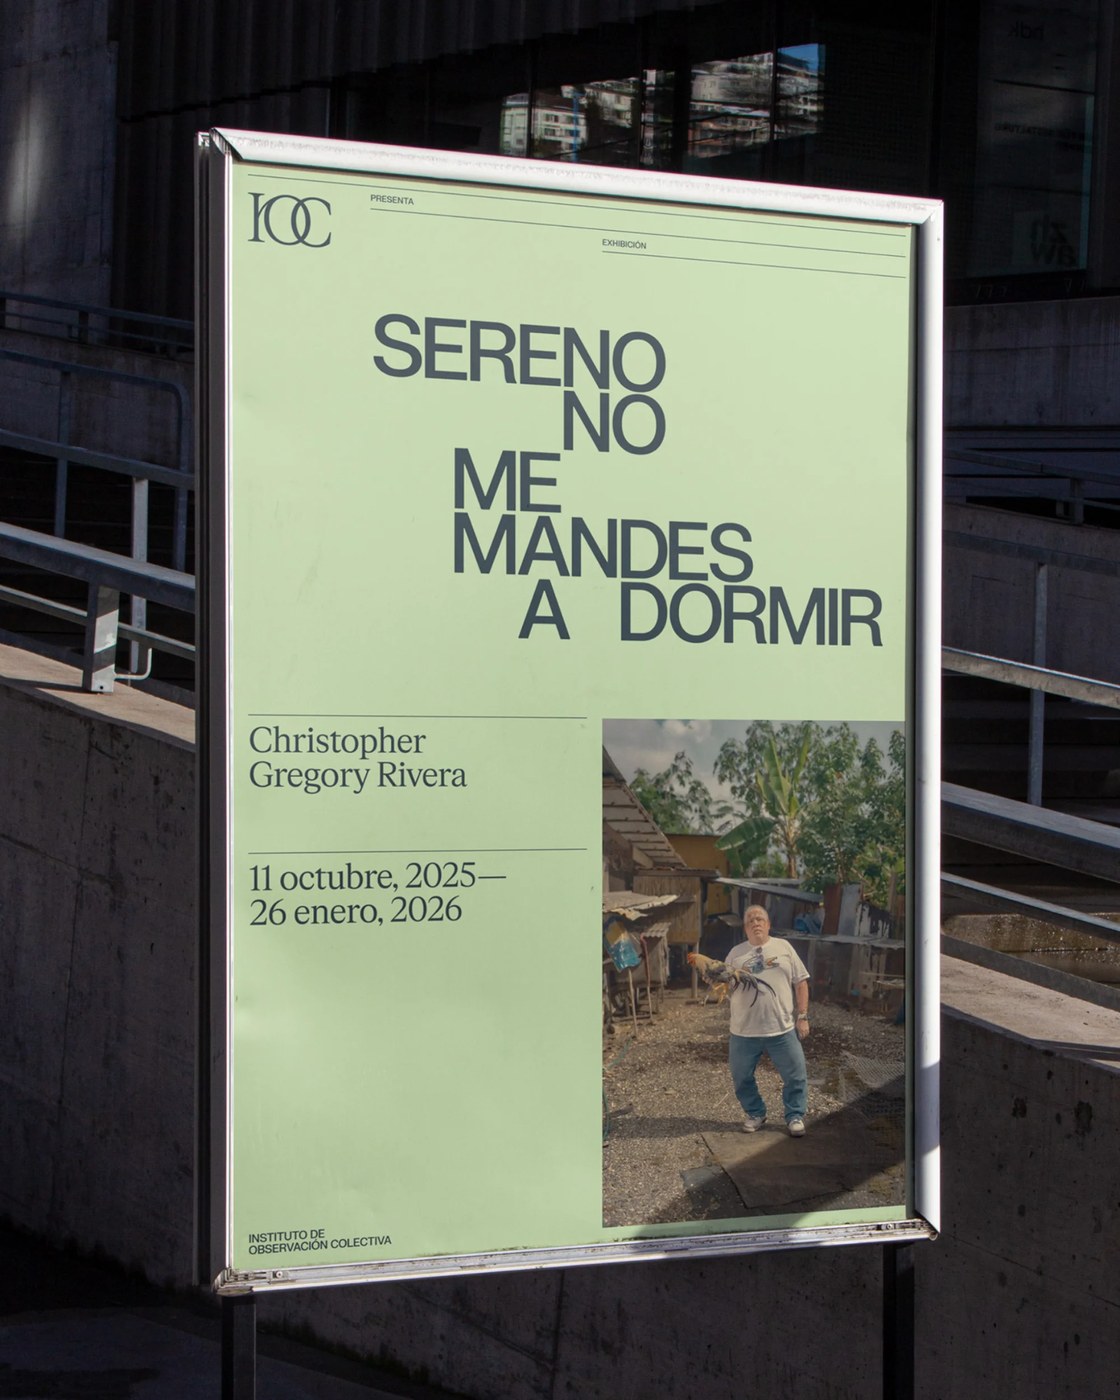 IOC
PRESENTA
EXHIBICIÓN
SERENO
NO
ME
MANDES
A DORMIR
Christopher
Gregory Rivera
11 octubre, 2025—
26 enero, 2026
INSTITUTO DE
OBSERVACIÓN COLECTIVA